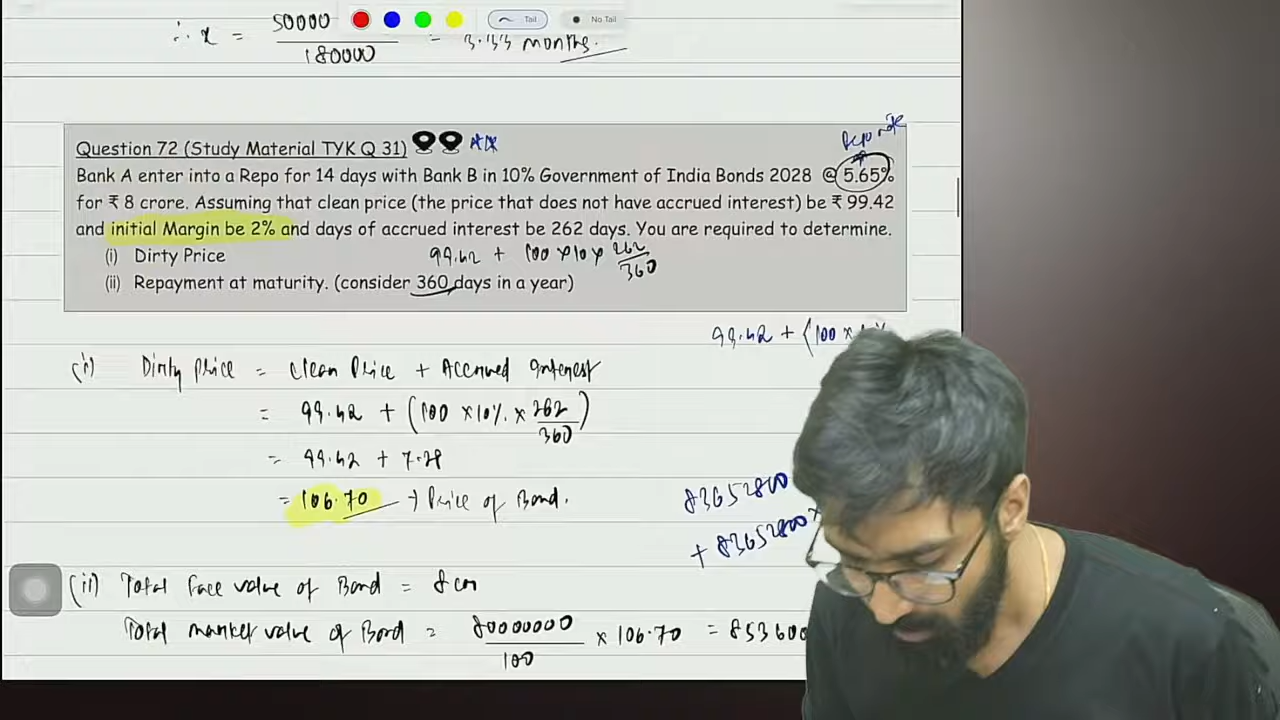 Tail
No Tail
∴ x = 50000 / 180000 = 3.33 months.
Repo rate
Question 72 (Study Material TYK Q 31)
Bank A enter into a Repo for 14 days with Bank B in 10% Government of India Bonds 2028 @ 5.65%
for ₹ 8 crore. Assuming that clean price (the price that does not have accrued interest) be ₹ 99.42
and initial Margin be 2% and days of accrued interest be 262 days. You are required to determine.
(i) Dirty Price
99.42 + 100 × 10 × 262/360
(ii) Repayment at maturity. (consider 360 days in a year)
99.42 + (100 ×
(i) Dirty Price = Clean Price + Accrued Interest
= 99.42 + (100 × 10% × 262/360)
= 99.42 + 7.28
= 106.70 → Price of Bond.
83652800
+ 83652800 ×
(ii) Total Face value of Bond = 8 cr
Total market value of Bond = 80000000/100 × 106.70 = 853600